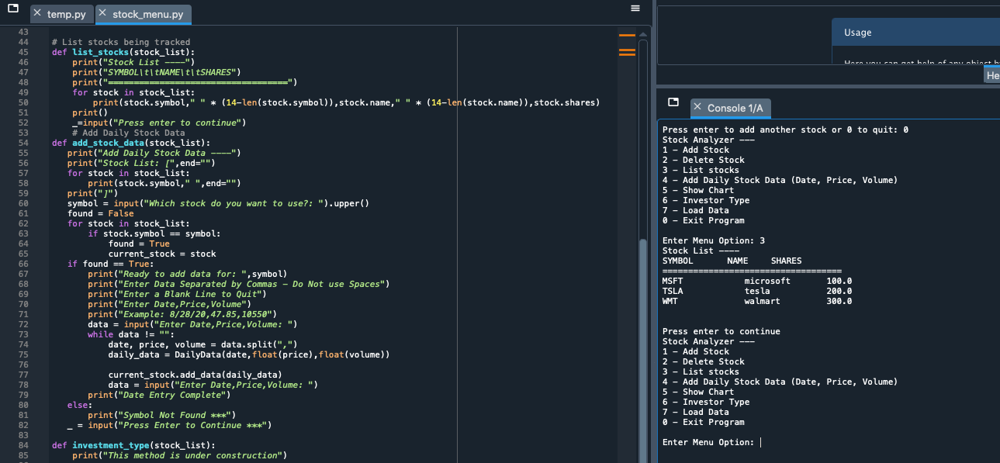 temp.py
stock_menu.py
43
44 # List stocks being tracked
45 def list_stocks(stock_list):
46 print("Stock List ----")
47 print("SYMBOL\t\tNAME\t\tSHARES")
48 print("===================================")
49 for stock in stock_list:
50 print(stock.symbol," " * (14-len(stock.symbol)),stock.name," " * (14-len(stock.name)),stock.shares)
51 print()
52 _=input("Press enter to continue")
53 # Add Daily Stock Data
54 def add_stock_data(stock_list):
55 print("Add Daily Stock Data ----")
56 print("Stock List: [",end="")
57 for stock in stock_list:
58 print(stock.symbol," ",end="")
59 print("]")
60 symbol = input("Which stock do you want to use?: ").upper()
61 found = False
62 for stock in stock_list:
63 if stock.symbol == symbol:
64 found = True
65 current_stock = stock
66 if found == True:
67 print("Ready to add data for: ",symbol)
68 print("Enter Data Separated by Commas - Do Not use Spaces")
69 print("Enter a Blank Line to Quit")
70 print("Enter Date,Price,Volume")
71 print("Example: 8/28/20,47.85,10550")
72 data = input("Enter Date,Price,Volume: ")
73 while data != "":
74 date, price, volume = data.split(",")
75 daily_data = DailyData(date,float(price),float(volume))
76
77 current_stock.add_data(daily_data)
78 data = input("Enter Date,Price,Volume: ")
79 print("Date Entry Complete")
80 else:
81 print("Symbol Not Found ***")
82 _ = input("Press Enter to Continue ***")
83
84 def investment_type(stock_list):
85 print("This method is under construction")
Usage
Here you can get help of any object b
He
Console 1/A
Press enter to add another stock or 0 to quit: 0
Stock Analyzer ---
1 - Add Stock
2 - Delete Stock
3 - List stocks
4 - Add Daily Stock Data (Date, Price, Volume)
5 - Show Chart
6 - Investor Type
7 - Load Data
0 - Exit Program
Enter Menu Option: 3
Stock List ----
SYMBOL NAME SHARES
===================================
MSFT microsoft 100.0
TSLA tesla 200.0
WMT walmart 300.0
Press enter to continue
Stock Analyzer ---
1 - Add Stock
2 - Delete Stock
3 - List stocks
4 - Add Daily Stock Data (Date, Price, Volume)
5 - Show Chart
6 - Investor Type
7 - Load Data
0 - Exit Program
Enter Menu Option: